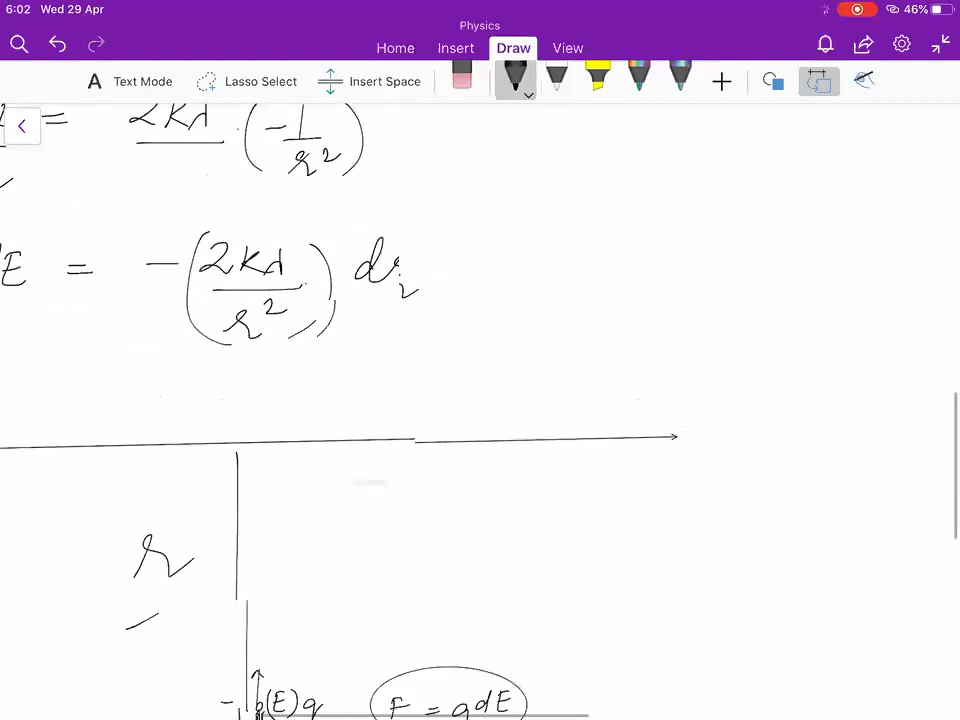 6:02 Wed 29 Apr 46%
Physics
Home Insert Draw View
A Text Mode Lasso Select Insert Space
= 2Kλ · (-1/r²)
E = -(2Kλ/r²) dr
r
(E)q F = q dE